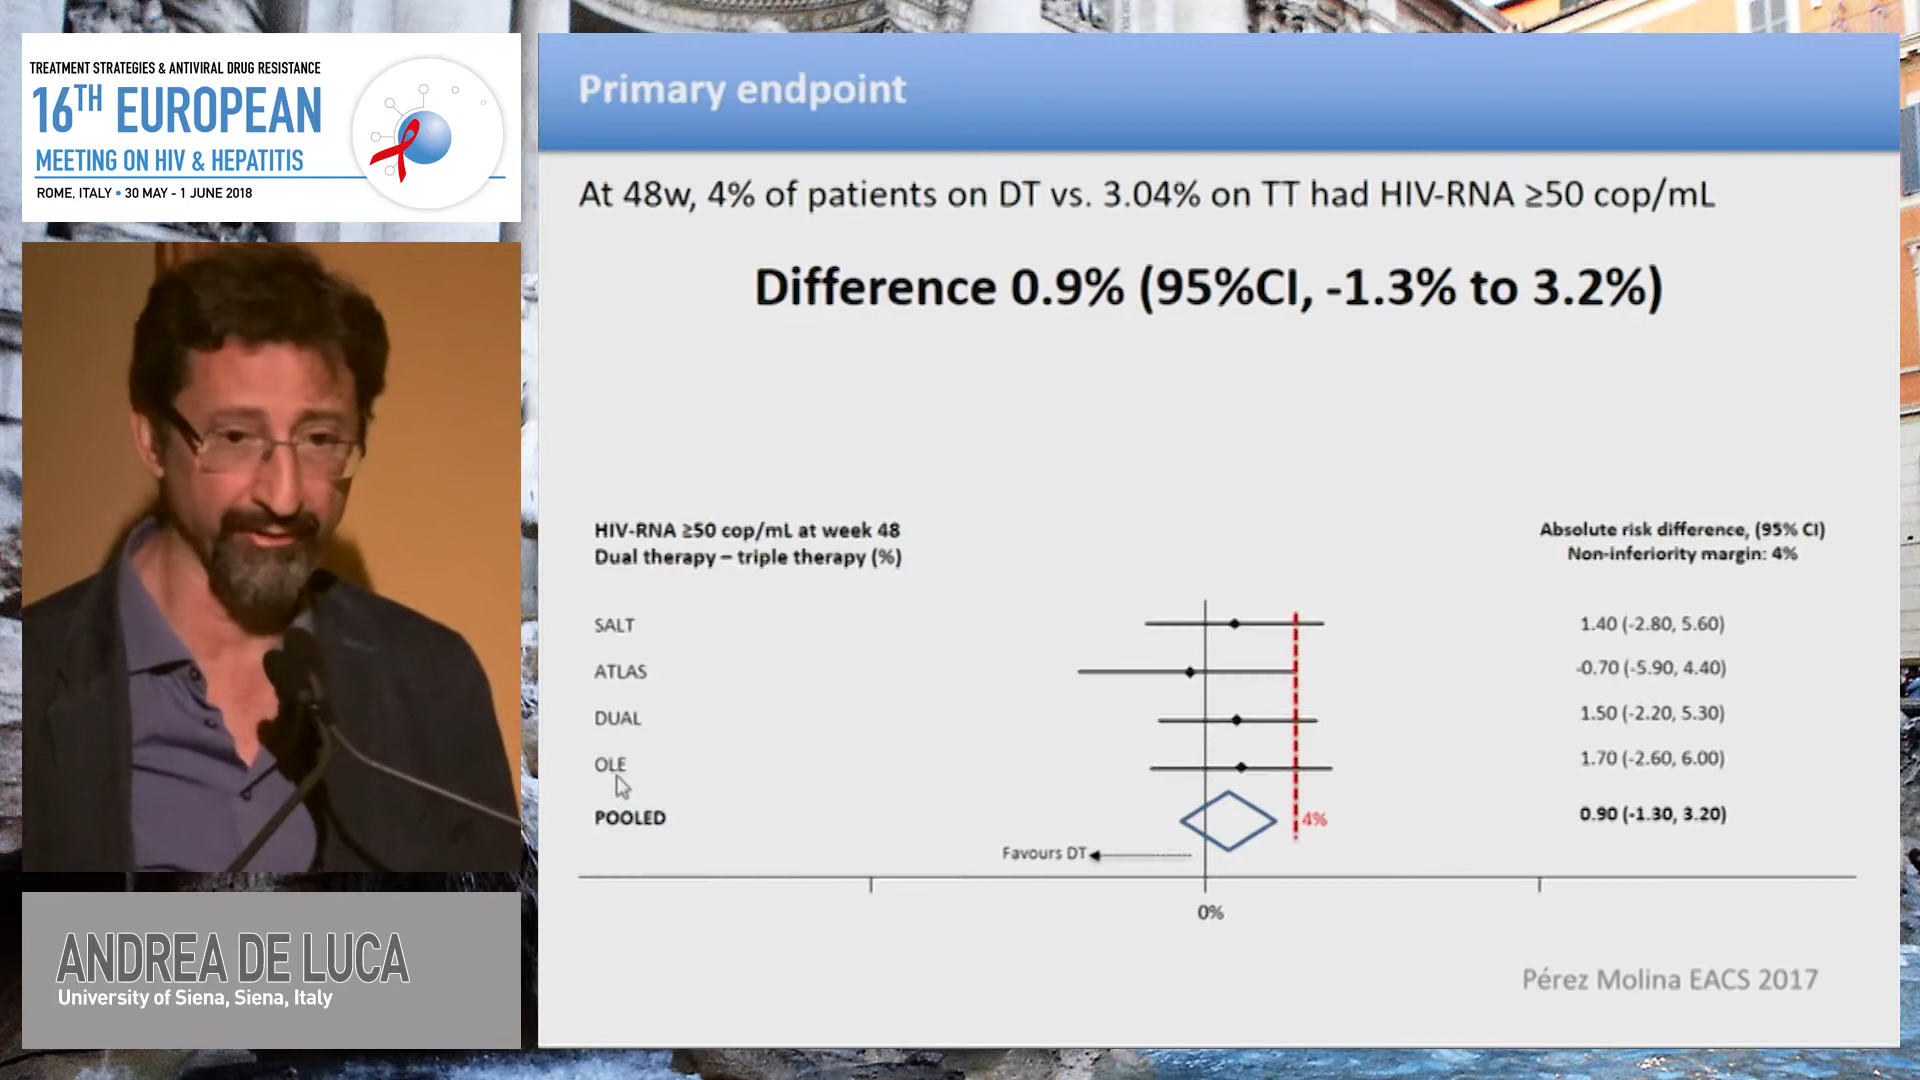 TREATMENT STRATEGIES & ANTIVIRAL DRUG RESISTANCE
16TH EUROPEAN
MEETING ON HIV & HEPATITIS
ROME, ITALY • 30 MAY - 1 JUNE 2018
ANDREA DE LUCA
University of Siena, Siena, Italy
Primary endpoint
At 48w, 4% of patients on DT vs. 3.04% on TT had HIV-RNA ≥50 cop/mL
Difference 0.9% (95%CI, -1.3% to 3.2%)
HIV-RNA ≥50 cop/mL at week 48
Dual therapy – triple therapy (%)
Absolute risk difference, (95% CI)
Non-inferiority margin: 4%
SALT 1.40 (-2.80, 5.60)
ATLAS -0.70 (-5.90, 4.40)
DUAL 1.50 (-2.20, 5.30)
OLE 1.70 (-2.60, 6.00)
POOLED 4% 0.90 (-1.30, 3.20)
Favours DT
0%
Pérez Molina EACS 2017